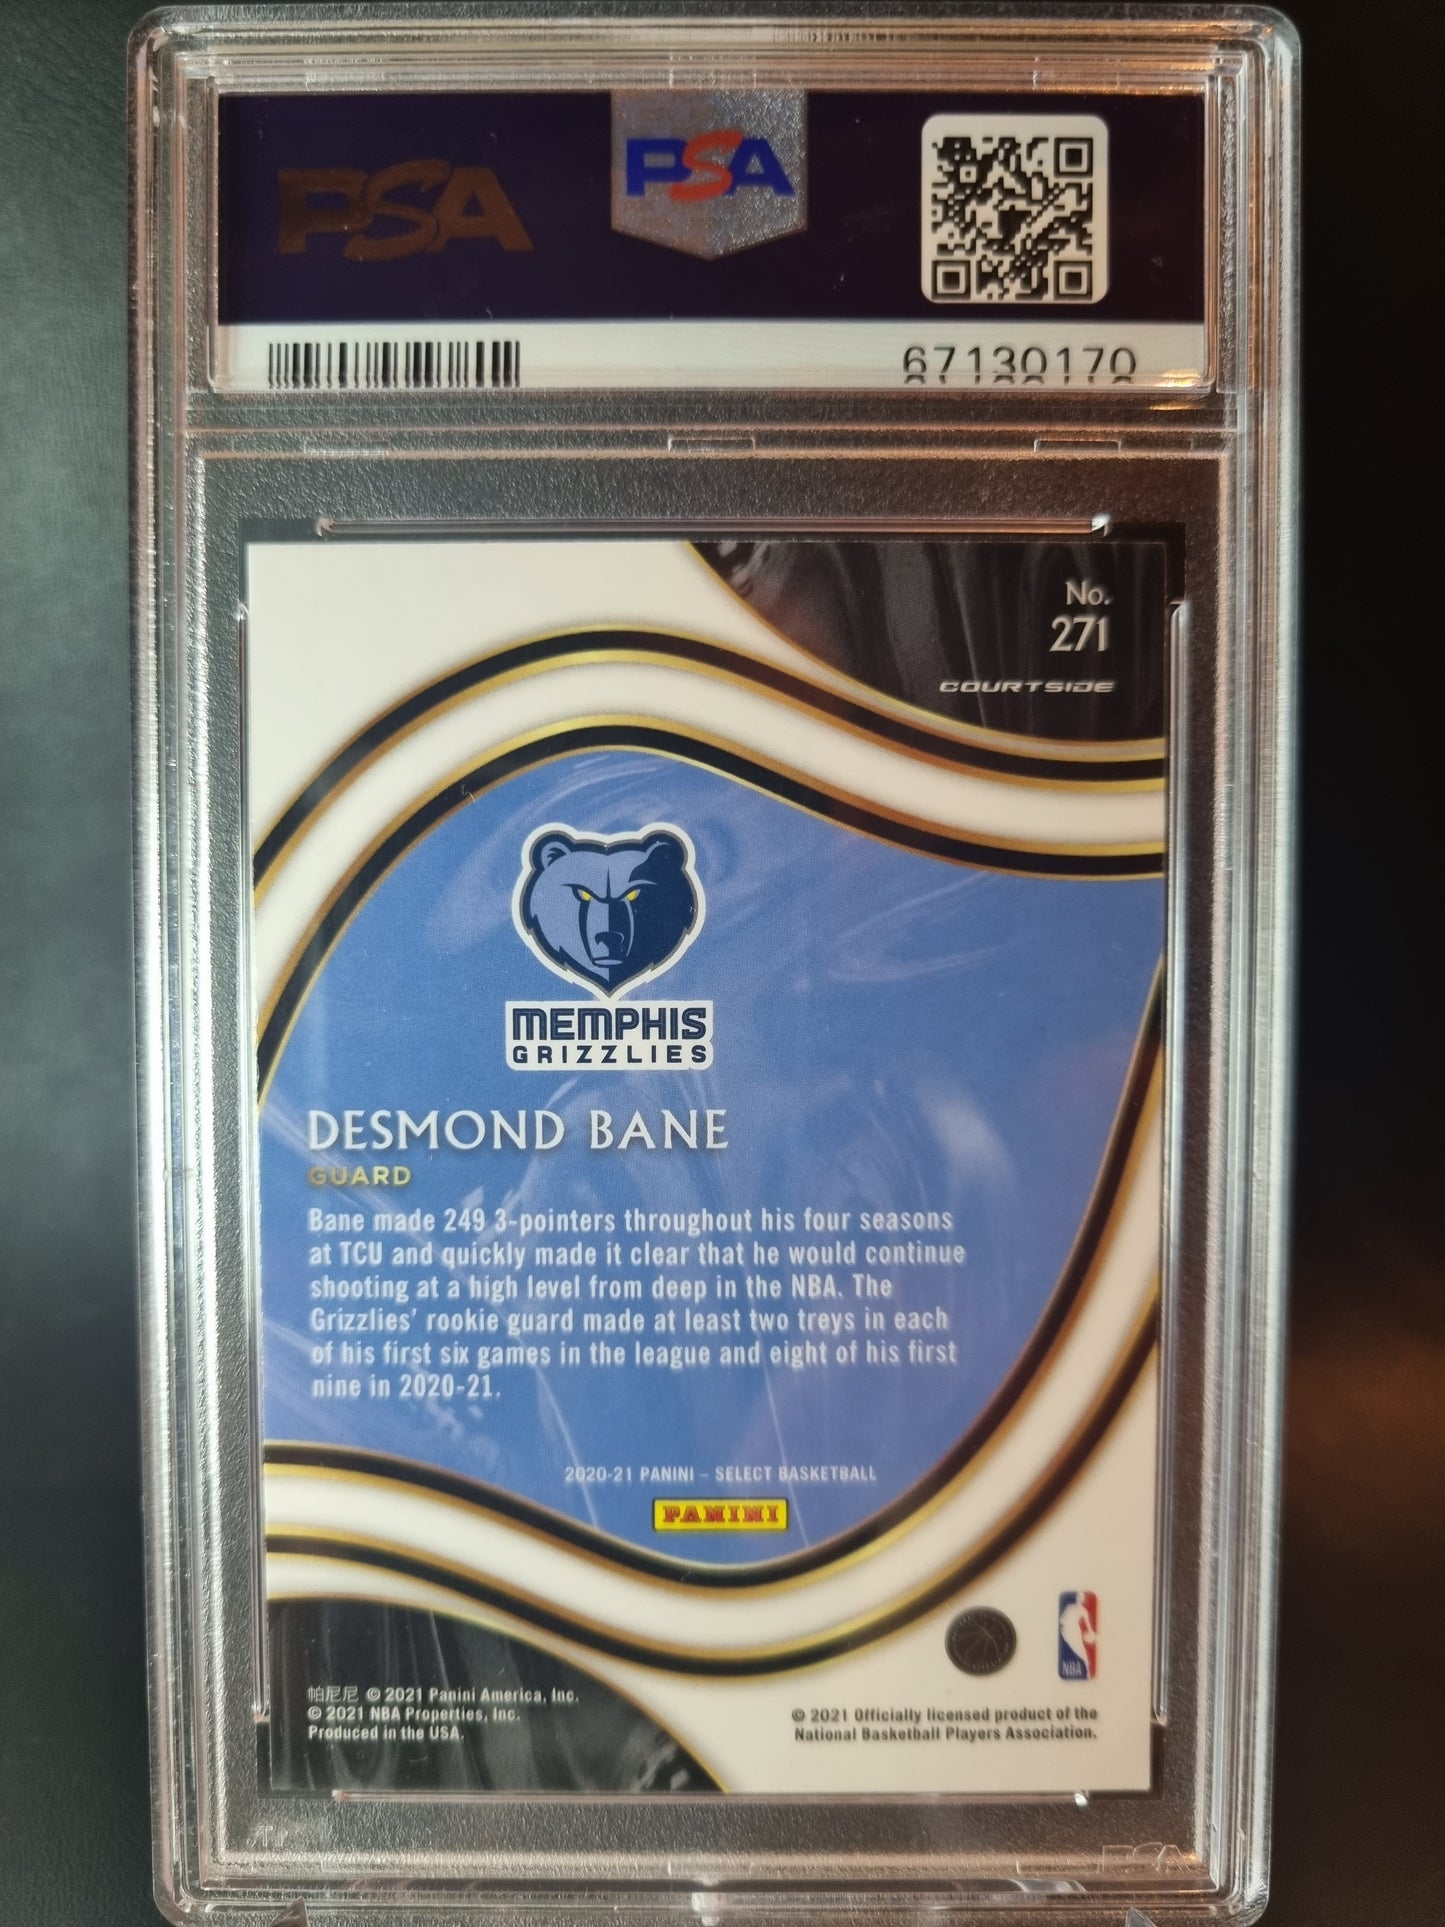 PSA
PSA
67130170
No.
271
COURTSIDE
MEMPHIS
GRIZZLIES
DESMOND BANE
GUARD
Bane made 249 3-pointers throughout his four seasons
at TCU and quickly made it clear that he would continue
shooting at a high level from deep in the NBA. The
Grizzlies' rookie guard made at least two treys in each
of his first six games in the league and eight of his first
nine in 2020-21.
2020-21 PANINI – SELECT BASKETBALL
PANINI
NBA
帕尼尼 © 2021 Panini America, Inc.
© 2021 NBA Properties, Inc.
Produced in the USA.
© 2021 Officially licensed product of the
National Basketball Players Association.
PSA